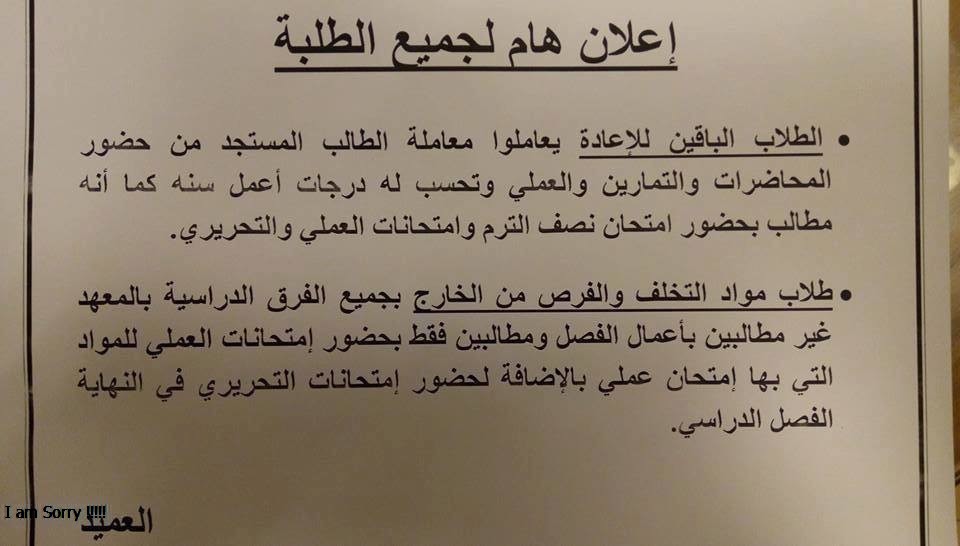 إعلان هام لجميع الطلبة
• الطلاب الباقين للإعادة يعاملوا معاملة الطالب المستجد من حضور
المحاضرات والتمارين والعملي وتحسب له درجات أعمل سنه كما أنه
مطالب بحضور امتحان نصف الترم وامتحانات العملي والتحريري.
• طلاب مواد التخلف والفرص من الخارج بجميع الفرق الدراسية بالمعهد
غير مطالبين بأعمال الفصل ومطالبين فقط بحضور إمتحانات العملي للمواد
التي بها إمتحان عملي بالإضافة لحضور إمتحانات التحريري في النهاية
الفصل الدراسي.
العميد
I am Sorry !!!!!